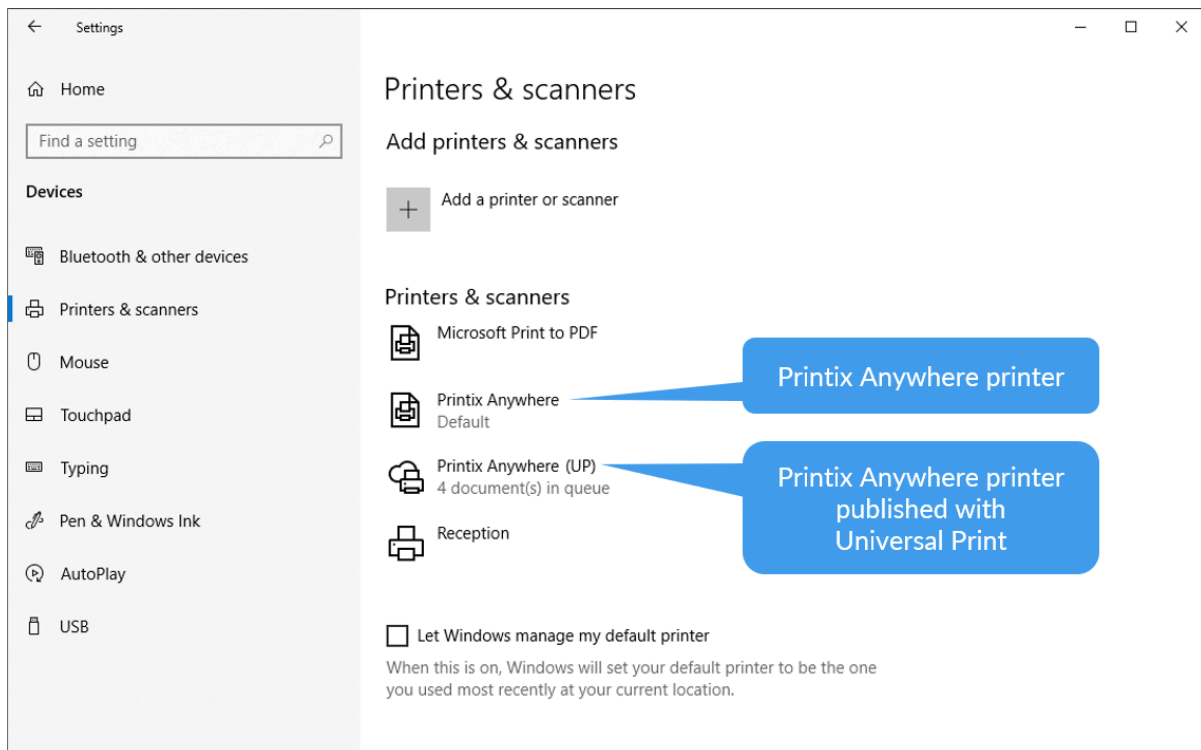 Settings
Home
Find a setting
Devices
Bluetooth & other devices
Printers & scanners
Mouse
Touchpad
Typing
Pen & Windows Ink
AutoPlay
USB
Printers & scanners
Add printers & scanners
Add a printer or scanner
Printers & scanners
Microsoft Print to PDF
Printix Anywhere
Default
Printix Anywhere printer
Printix Anywhere (UP)
4 document(s) in queue
Printix Anywhere printer
published with
Universal Print
Reception
Let Windows manage my default printer
When this is on, Windows will set your default printer to be the one
you used most recently at your current location.